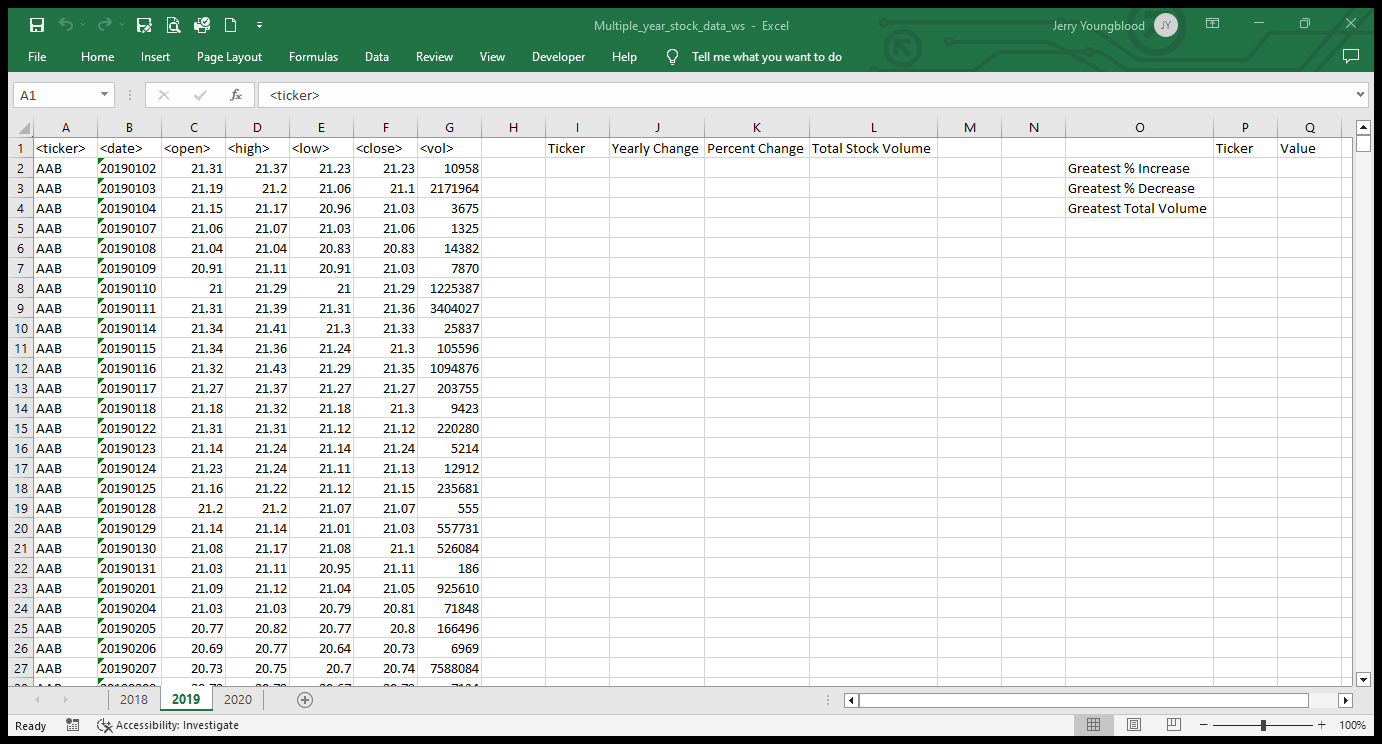 Multiple_year_stock_data_ws - Excel
Jerry Youngblood JY
File Home Insert Page Layout Formulas Data Review View Developer Help Tell me what you want to do
A1 fx <ticker>
A B C D E F G H I J K L M N O P Q
1 <ticker> <date> <open> <high> <low> <close> <vol> Ticker Yearly Change Percent Change Total Stock Volume Ticker Value
2 AAB 20190102 21.31 21.37 21.23 21.23 10958 Greatest % Increase
3 AAB 20190103 21.19 21.2 21.06 21.1 2171964 Greatest % Decrease
4 AAB 20190104 21.15 21.17 20.96 21.03 3675 Greatest Total Volume
5 AAB 20190107 21.06 21.07 21.03 21.06 1325
6 AAB 20190108 21.04 21.04 20.83 20.83 14382
7 AAB 20190109 20.91 21.11 20.91 21.03 7870
8 AAB 20190110 21 21.29 21 21.29 1225387
9 AAB 20190111 21.31 21.39 21.31 21.36 3404027
10 AAB 20190114 21.34 21.41 21.3 21.33 25837
11 AAB 20190115 21.34 21.36 21.24 21.3 105596
12 AAB 20190116 21.32 21.43 21.29 21.35 1094876
13 AAB 20190117 21.27 21.37 21.27 21.27 203755
14 AAB 20190118 21.18 21.32 21.18 21.3 9423
15 AAB 20190122 21.31 21.31 21.12 21.12 220280
16 AAB 20190123 21.14 21.24 21.14 21.24 5214
17 AAB 20190124 21.23 21.24 21.11 21.13 12912
18 AAB 20190125 21.16 21.22 21.12 21.15 235681
19 AAB 20190128 21.2 21.2 21.07 21.07 555
20 AAB 20190129 21.14 21.14 21.01 21.03 557731
21 AAB 20190130 21.08 21.17 21.08 21.1 526084
22 AAB 20190131 21.03 21.11 20.95 21.11 186
23 AAB 20190201 21.09 21.12 21.04 21.05 925610
24 AAB 20190204 21.03 21.03 20.79 20.81 71848
25 AAB 20190205 20.77 20.82 20.77 20.8 166496
26 AAB 20190206 20.69 20.77 20.64 20.73 6969
27 AAB 20190207 20.73 20.75 20.7 20.74 7588084
2018 2019 2020
Ready Accessibility: Investigate 100%